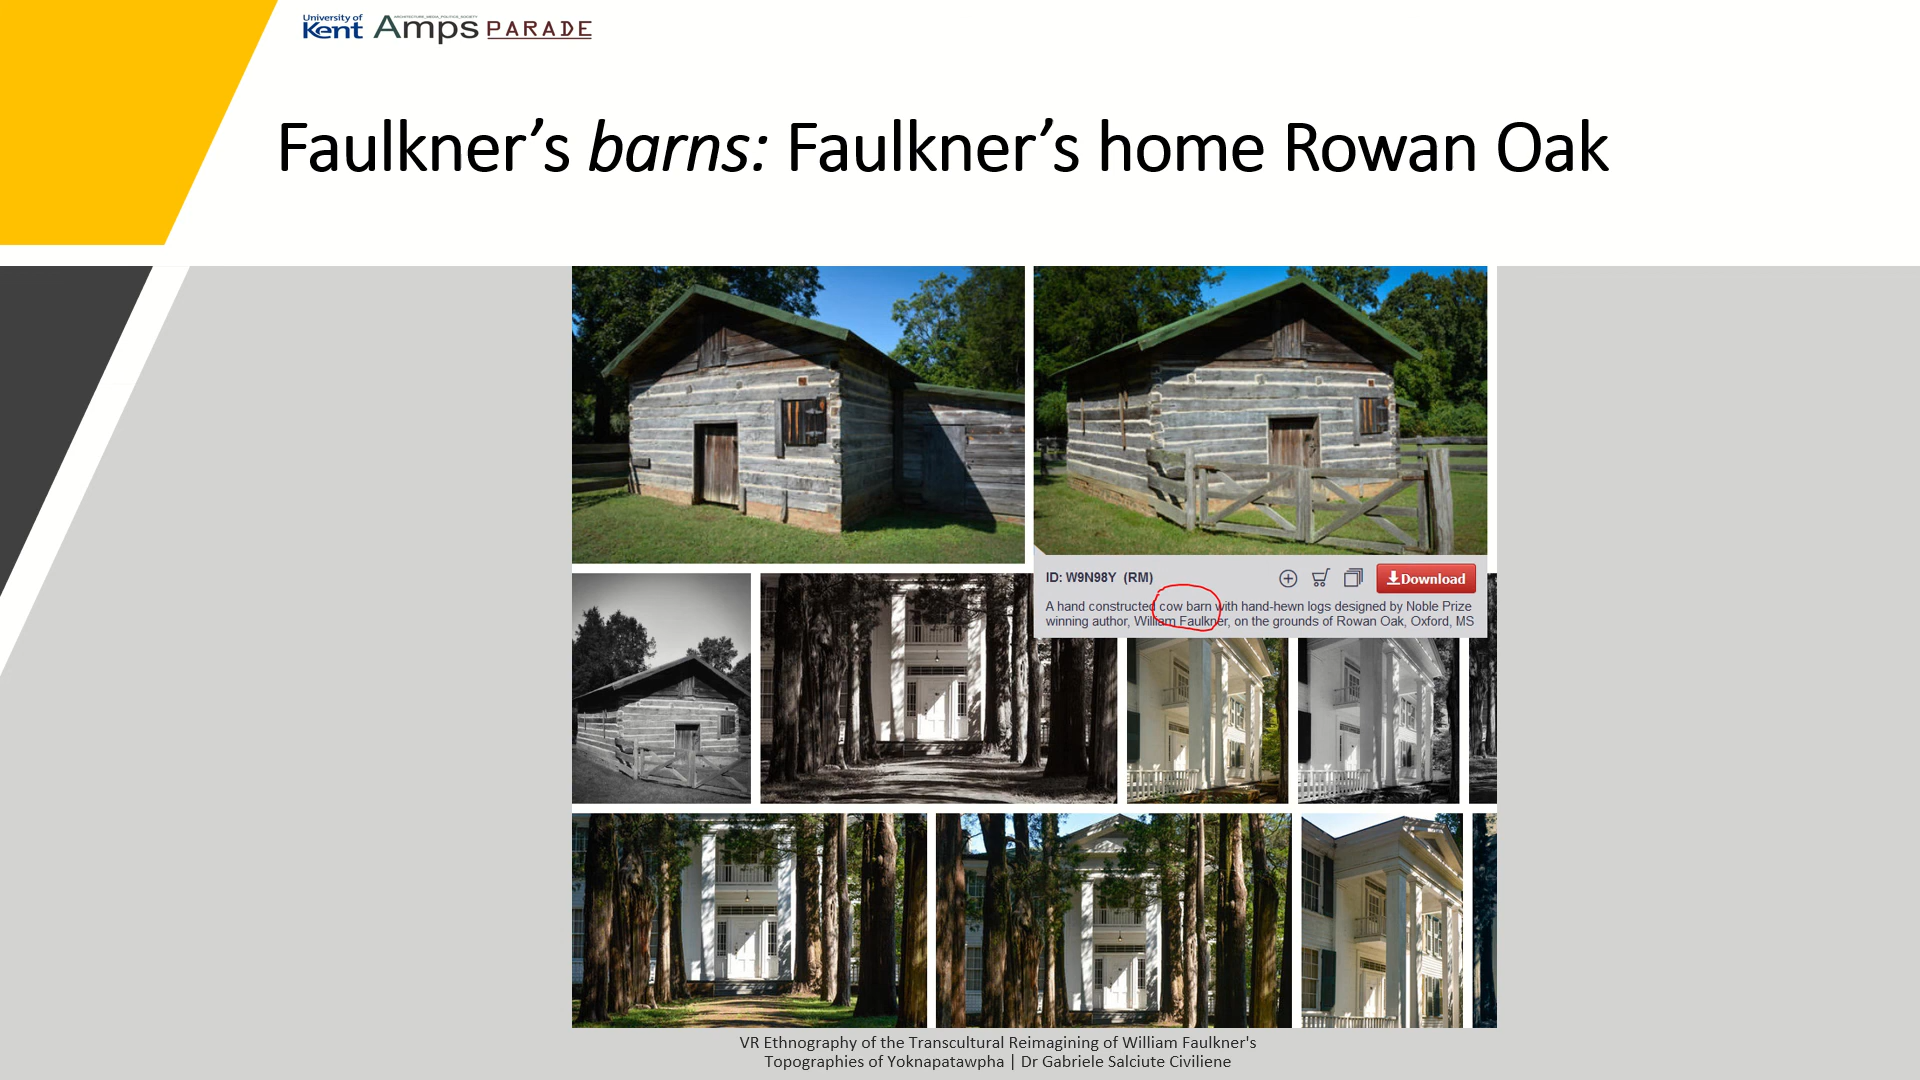 University of
Kent
ARCHITECTURE_MEDIA_POLITICS_SOCIETY
Amps
PARADE
Faulkner’s barns: Faulkner’s home Rowan Oak
ID: W9N98Y (RM)
Download
A hand constructed cow barn with hand-hewn logs designed by Noble Prize
winning author, William Faulkner, on the grounds of Rowan Oak, Oxford, MS
VR Ethnography of the Transcultural Reimagining of William Faulkner's
Topographies of Yoknapatawpha | Dr Gabriele Salciute Civiliene